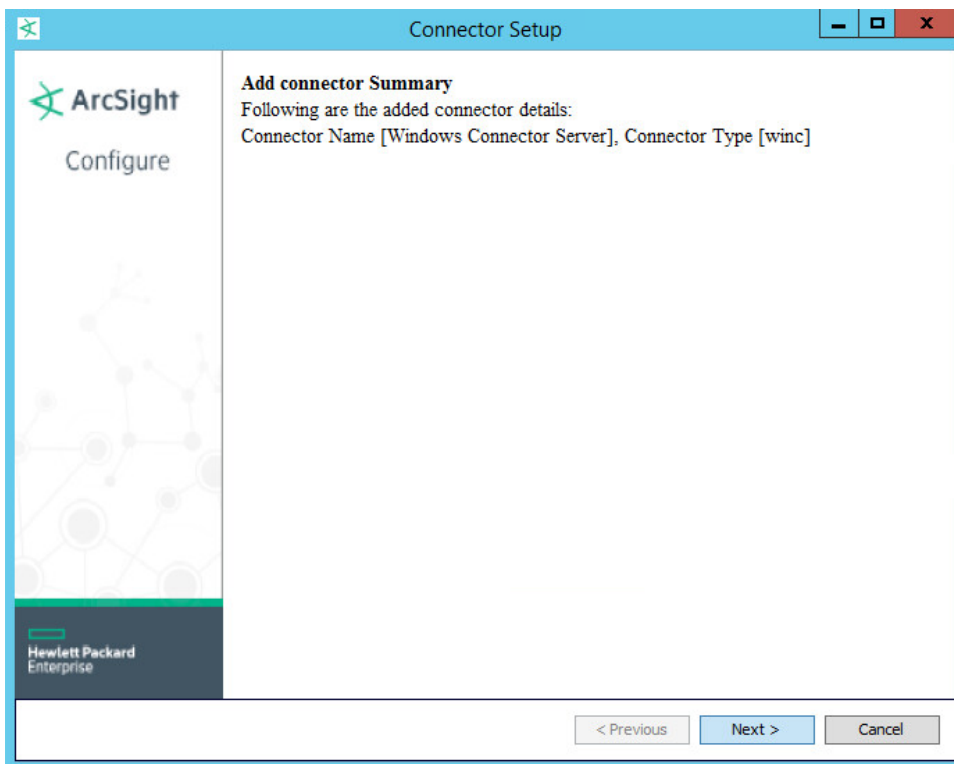 Connector Setup
ArcSight
Configure
Add connector Summary
Following are the added connector details:
Connector Name [Windows Connector Server], Connector Type [winc]
Hewlett Packard
Enterprise
< Previous
Next >
Cancel